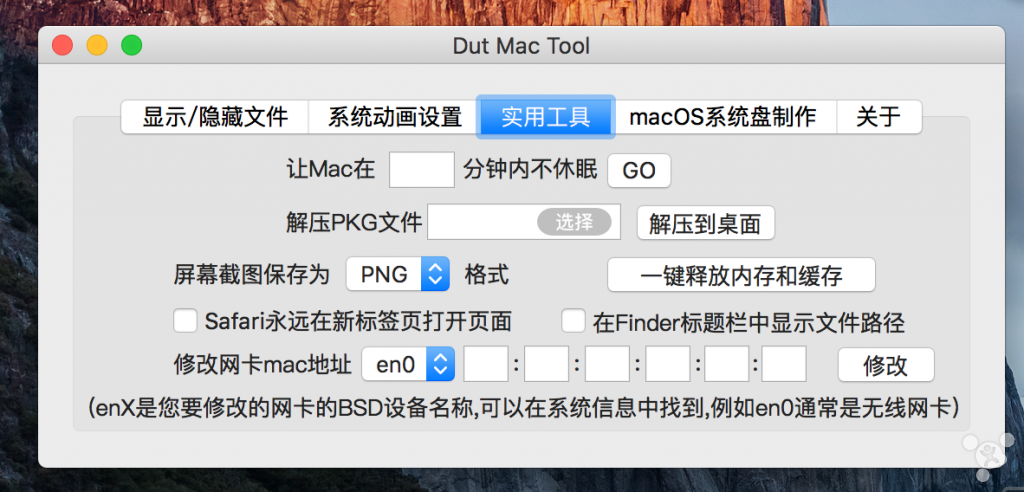 Dut Mac Tool
显示/隐藏文件 系统动画设置 实用工具 macOS系统盘制作 关于
让Mac在 分钟内不休眠 GO
解压PKG文件 选择 解压到桌面
屏幕截图保存为 PNG 格式 一键释放内存和缓存
Safari永远在新标签页打开页面 在Finder标题栏中显示文件路径
修改网卡mac地址 en0 : : : : : 修改
(enX是您要修改的网卡的BSD设备名称,可以在系统信息中找到,例如en0通常是无线网卡)